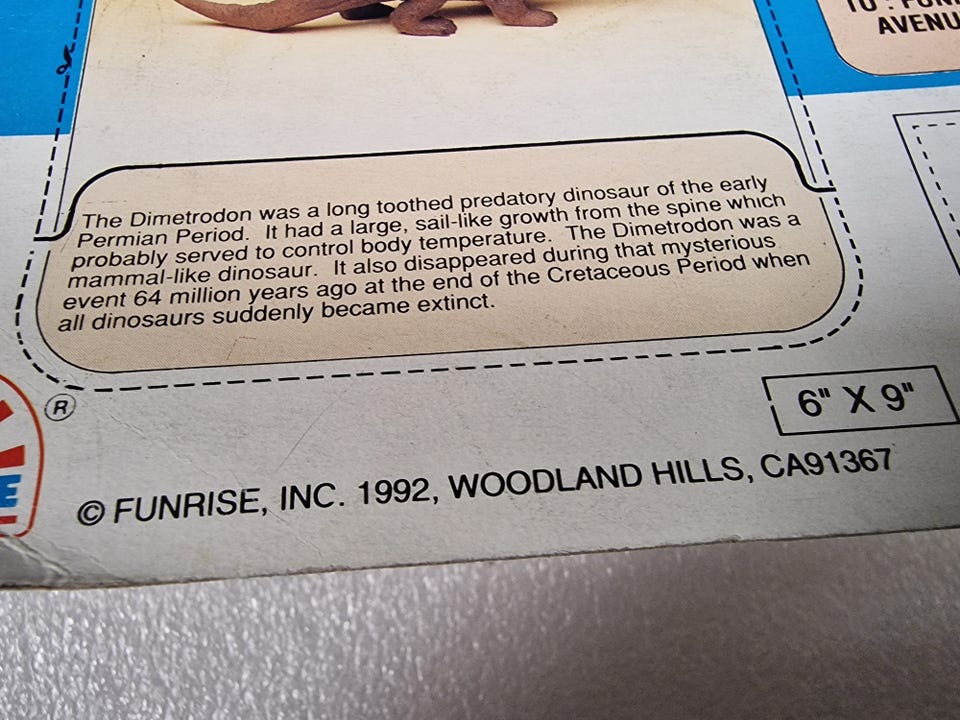 TO : FUN
AVENU
The Dimetrodon was a long toothed predatory dinosaur of the early
Permian Period. It had a large, sail-like growth from the spine which
probably served to control body temperature. The Dimetrodon was a
mammal-like dinosaur. It also disappeared during that mysterious
event 64 million years ago at the end of the Cretaceous Period when
all dinosaurs suddenly became extinct.
®
6" X 9"
E
© FUNRISE, INC. 1992, WOODLAND HILLS, CA91367